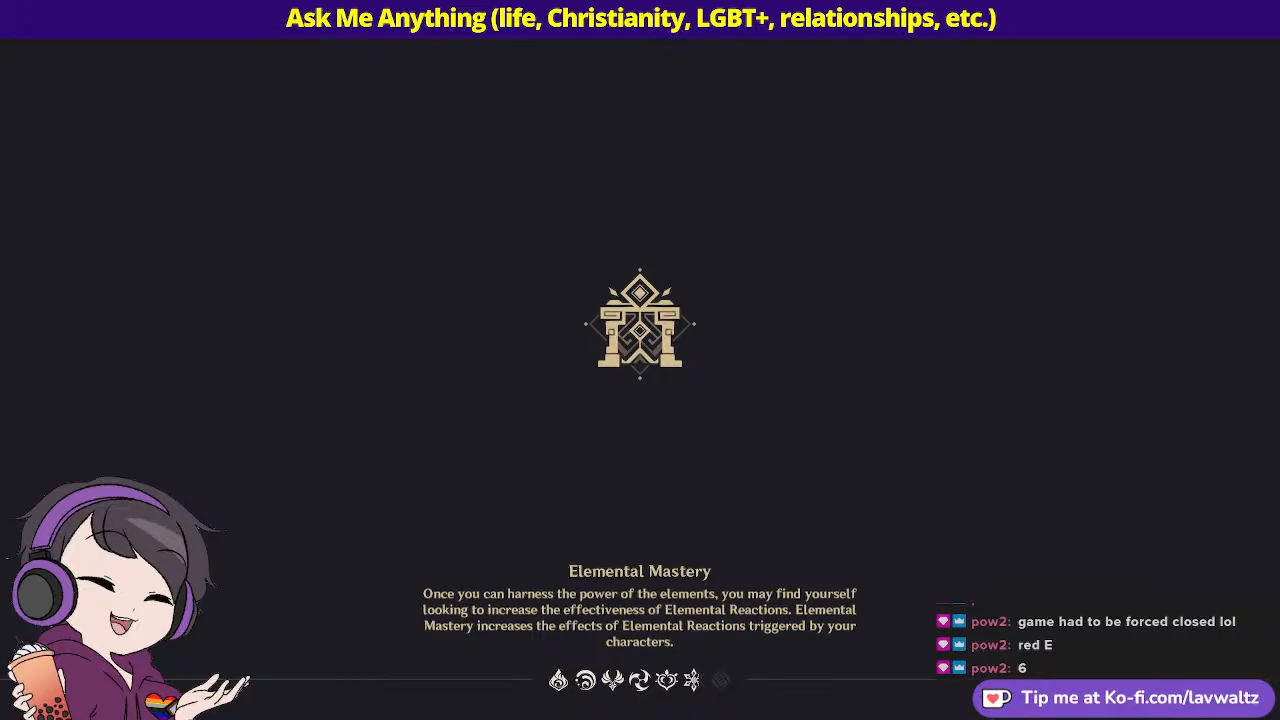 Ask Me Anything (life, Christianity, LGBT+, relationships, etc.)
Elemental Mastery
Once you can harness the power of the elements, you may find yourself
looking to increase the effectiveness of Elemental Reactions. Elemental
Mastery increases the effects of Elemental Reactions triggered by your
characters.
pow2: game had to be forced closed lol
pow2: red E
pow2: 6
Tip me at Ko-fi.com/lavwaltz